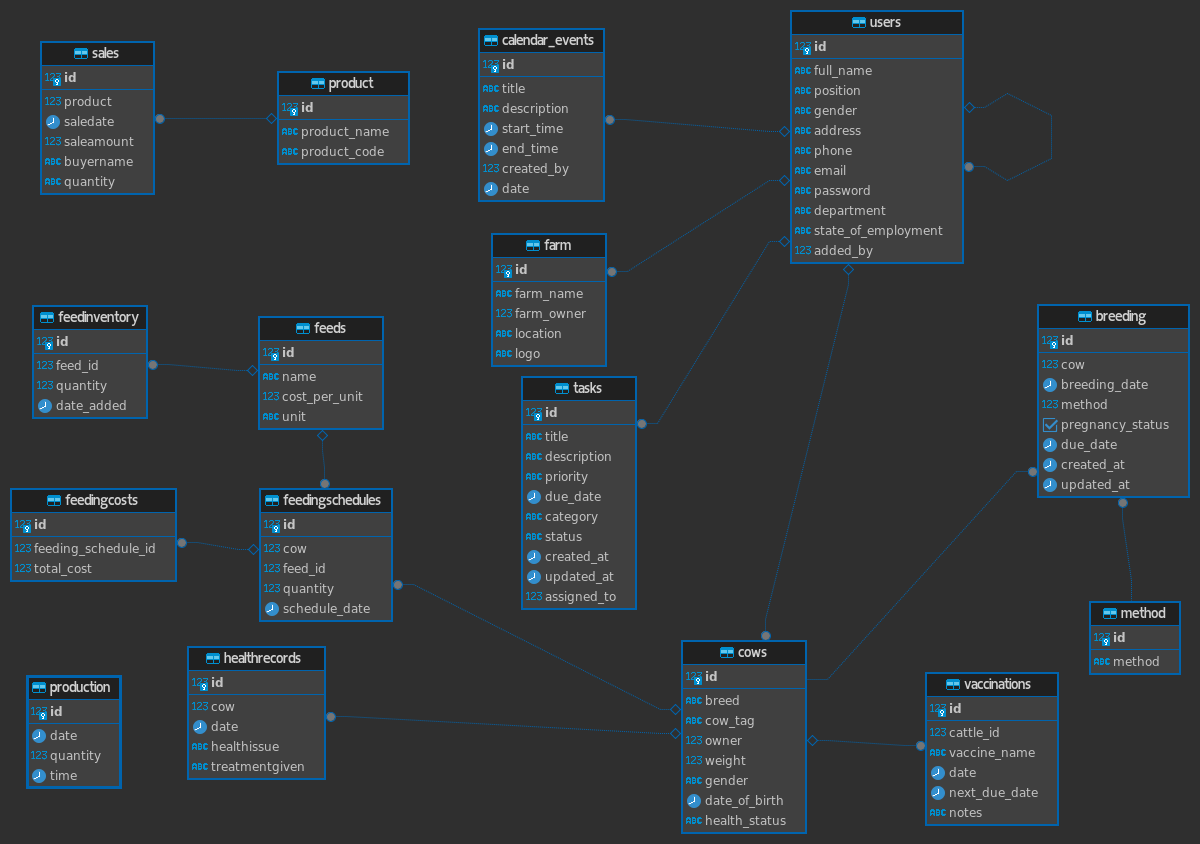 sales
123 id
123 product
saledate
123 saleamount
ABC buyername
ABC quantity
product
123 id
ABC product_name
ABC product_code
calendar_events
123 id
ABC title
ABC description
start_time
end_time
123 created_by
date
users
123 id
ABC full_name
ABC position
ABC gender
ABC address
ABC phone
ABC email
ABC password
ABC department
ABC state_of_employment
123 added_by
farm
123 id
ABC farm_name
123 farm_owner
ABC location
ABC logo
feedinventory
123 id
123 feed_id
123 quantity
date_added
feeds
123 id
ABC name
123 cost_per_unit
ABC unit
tasks
123 id
ABC title
ABC description
ABC priority
due_date
ABC category
ABC status
created_at
updated_at
123 assigned_to
breeding
123 id
123 cow
breeding_date
123 method
pregnancy_status
due_date
created_at
updated_at
feedingcosts
123 id
123 feeding_schedule_id
123 total_cost
feedingschedules
123 id
123 cow
123 feed_id
123 quantity
schedule_date
method
123 id
ABC method
production
123 id
date
123 quantity
time
healthrecords
123 id
123 cow
date
ABC healthissue
ABC treatmentgiven
cows
123 id
ABC breed
ABC cow_tag
123 owner
123 weight
ABC gender
date_of_birth
ABC health_status
vaccinations
123 id
123 cattle_id
ABC vaccine_name
date
next_due_date
ABC notes